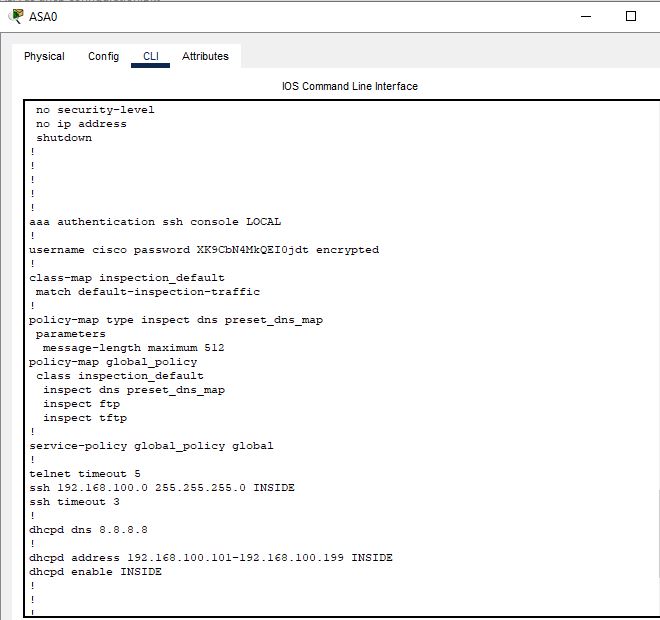 ASA0
Physical Config CLI Attributes
IOS Command Line Interface
no security-level
no ip address
shutdown
!
!
!
!
!
aaa authentication ssh console LOCAL
!
username cisco password XK9CbN4MkQEI0jdt encrypted
!
class-map inspection_default
match default-inspection-traffic
!
policy-map type inspect dns preset_dns_map
parameters
message-length maximum 512
policy-map global_policy
class inspection_default
inspect dns preset_dns_map
inspect ftp
inspect tftp
!
service-policy global_policy global
!
telnet timeout 5
ssh 192.168.100.0 255.255.255.0 INSIDE
ssh timeout 3
!
dhcpd dns 8.8.8.8
!
dhcpd address 192.168.100.101-192.168.100.199 INSIDE
dhcpd enable INSIDE
!
!
!